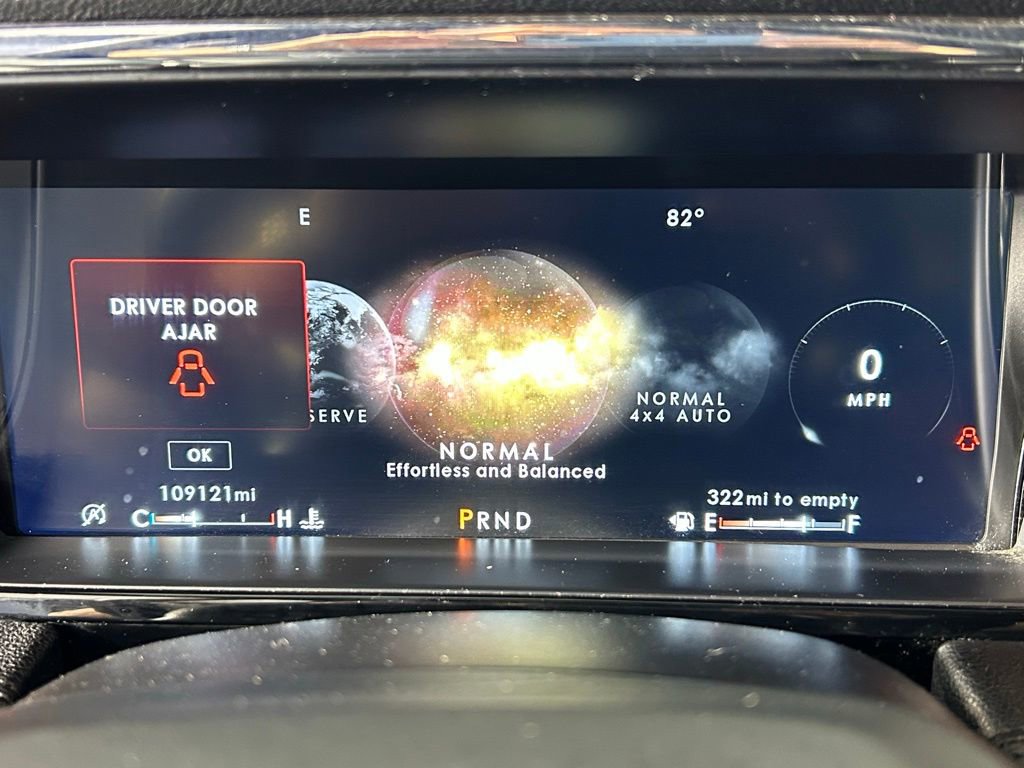 E
82°
DRIVER DOOR
AJAR
SERVE
NORMAL
4x4 AUTO
0
MPH
NORMAL
Effortless and Balanced
OK
109121mi
322mi to empty
C H
PRND
E F